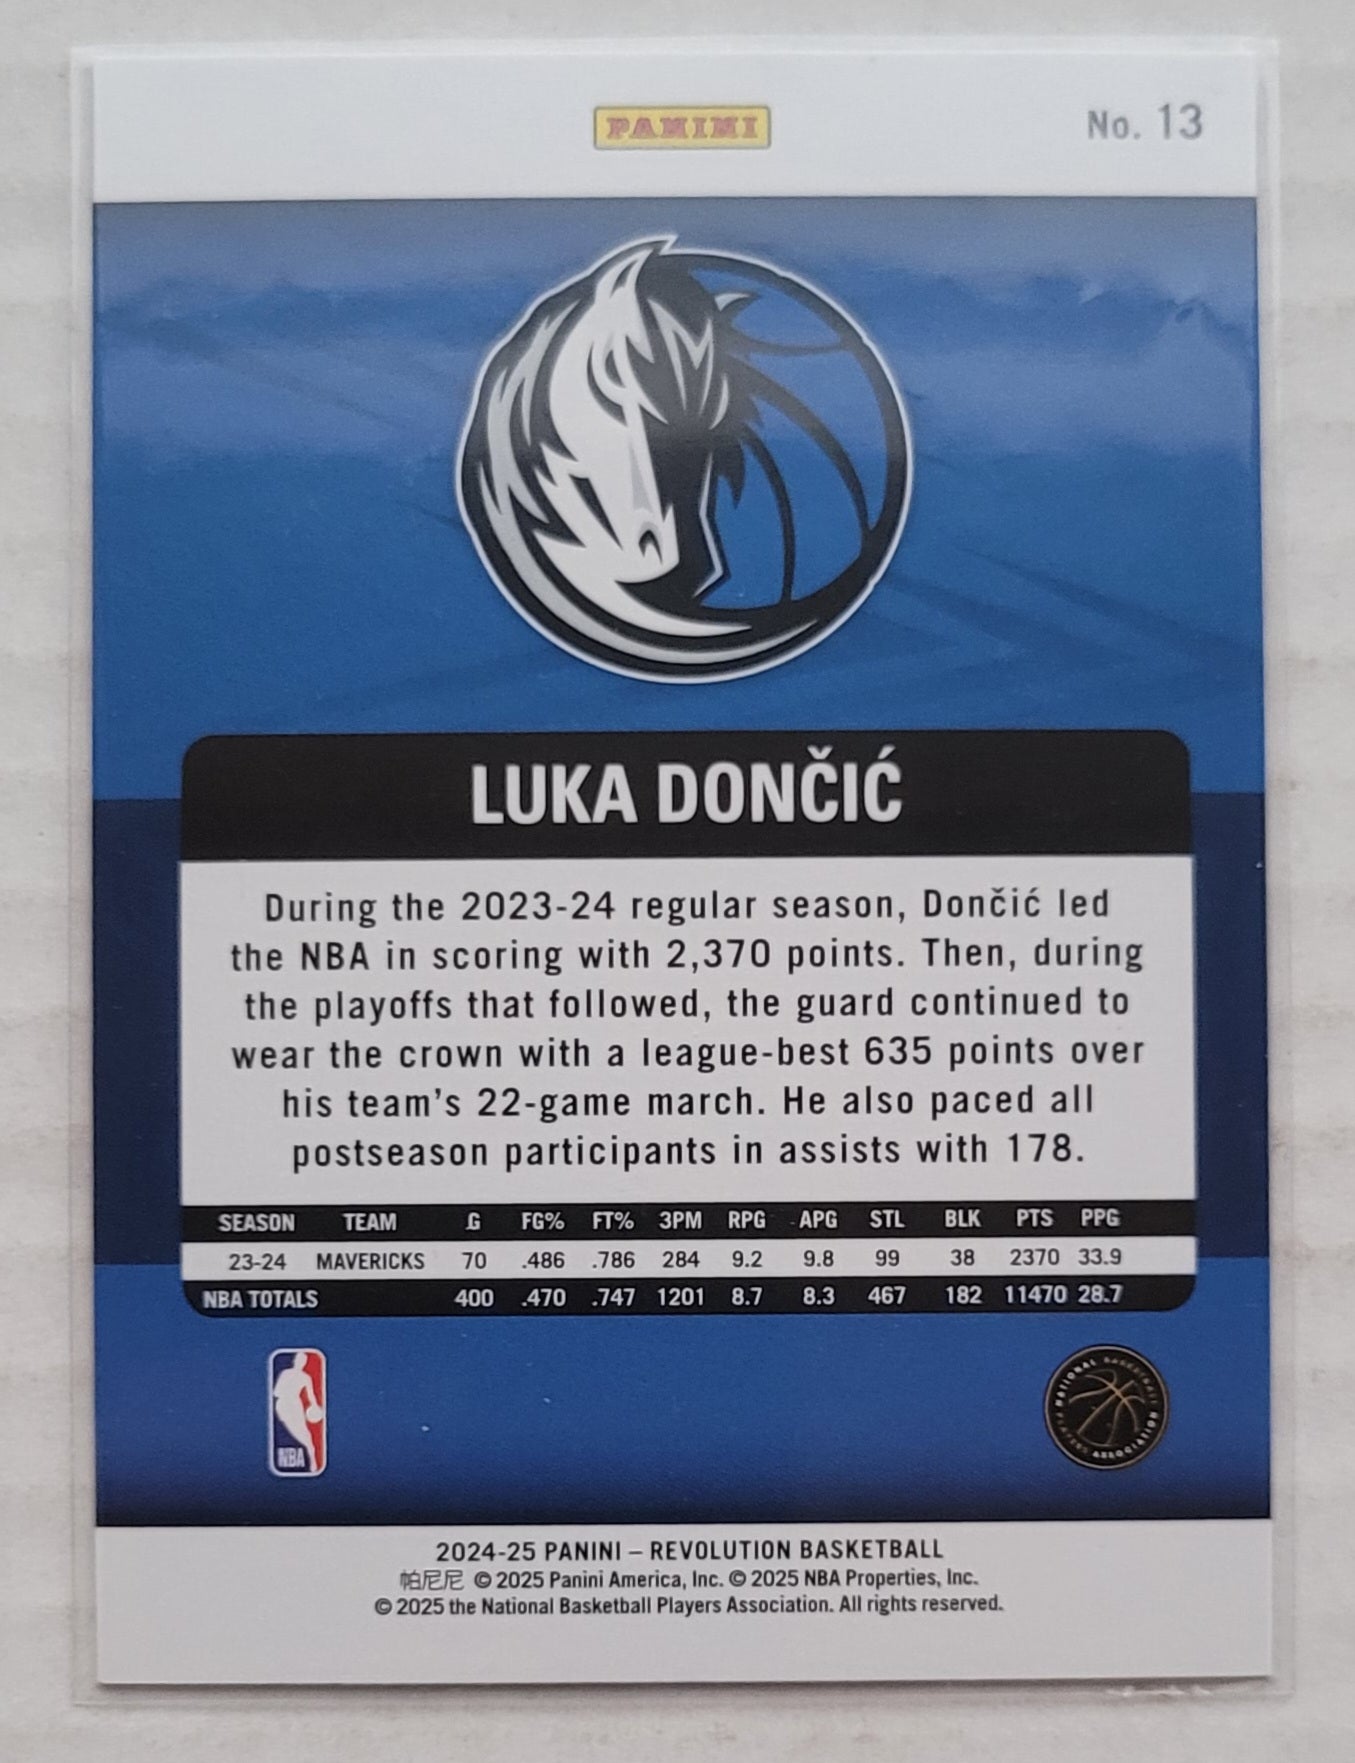 PANINI
No. 13
LUKA DONČIĆ
During the 2023-24 regular season, Dončić led
the NBA in scoring with 2,370 points. Then, during
the playoffs that followed, the guard continued to
wear the crown with a league-best 635 points over
his team's 22-game march. He also paced all
postseason participants in assists with 178.
SEASON TEAM G FG% FT% 3PM RPG APG STL BLK PTS PPG
23-24 MAVERICKS 70 .486 .786 284 9.2 9.8 99 38 2370 33.9
NBA TOTALS 400 .470 .747 1201 8.7 8.3 467 182 11470 28.7
NBA
NATIONAL BASKETBALL PLAYERS ASSOCIATION
2024-25 PANINI – REVOLUTION BASKETBALL
帕尼尼 © 2025 Panini America, Inc. © 2025 NBA Properties, Inc.
© 2025 the National Basketball Players Association. All rights reserved.